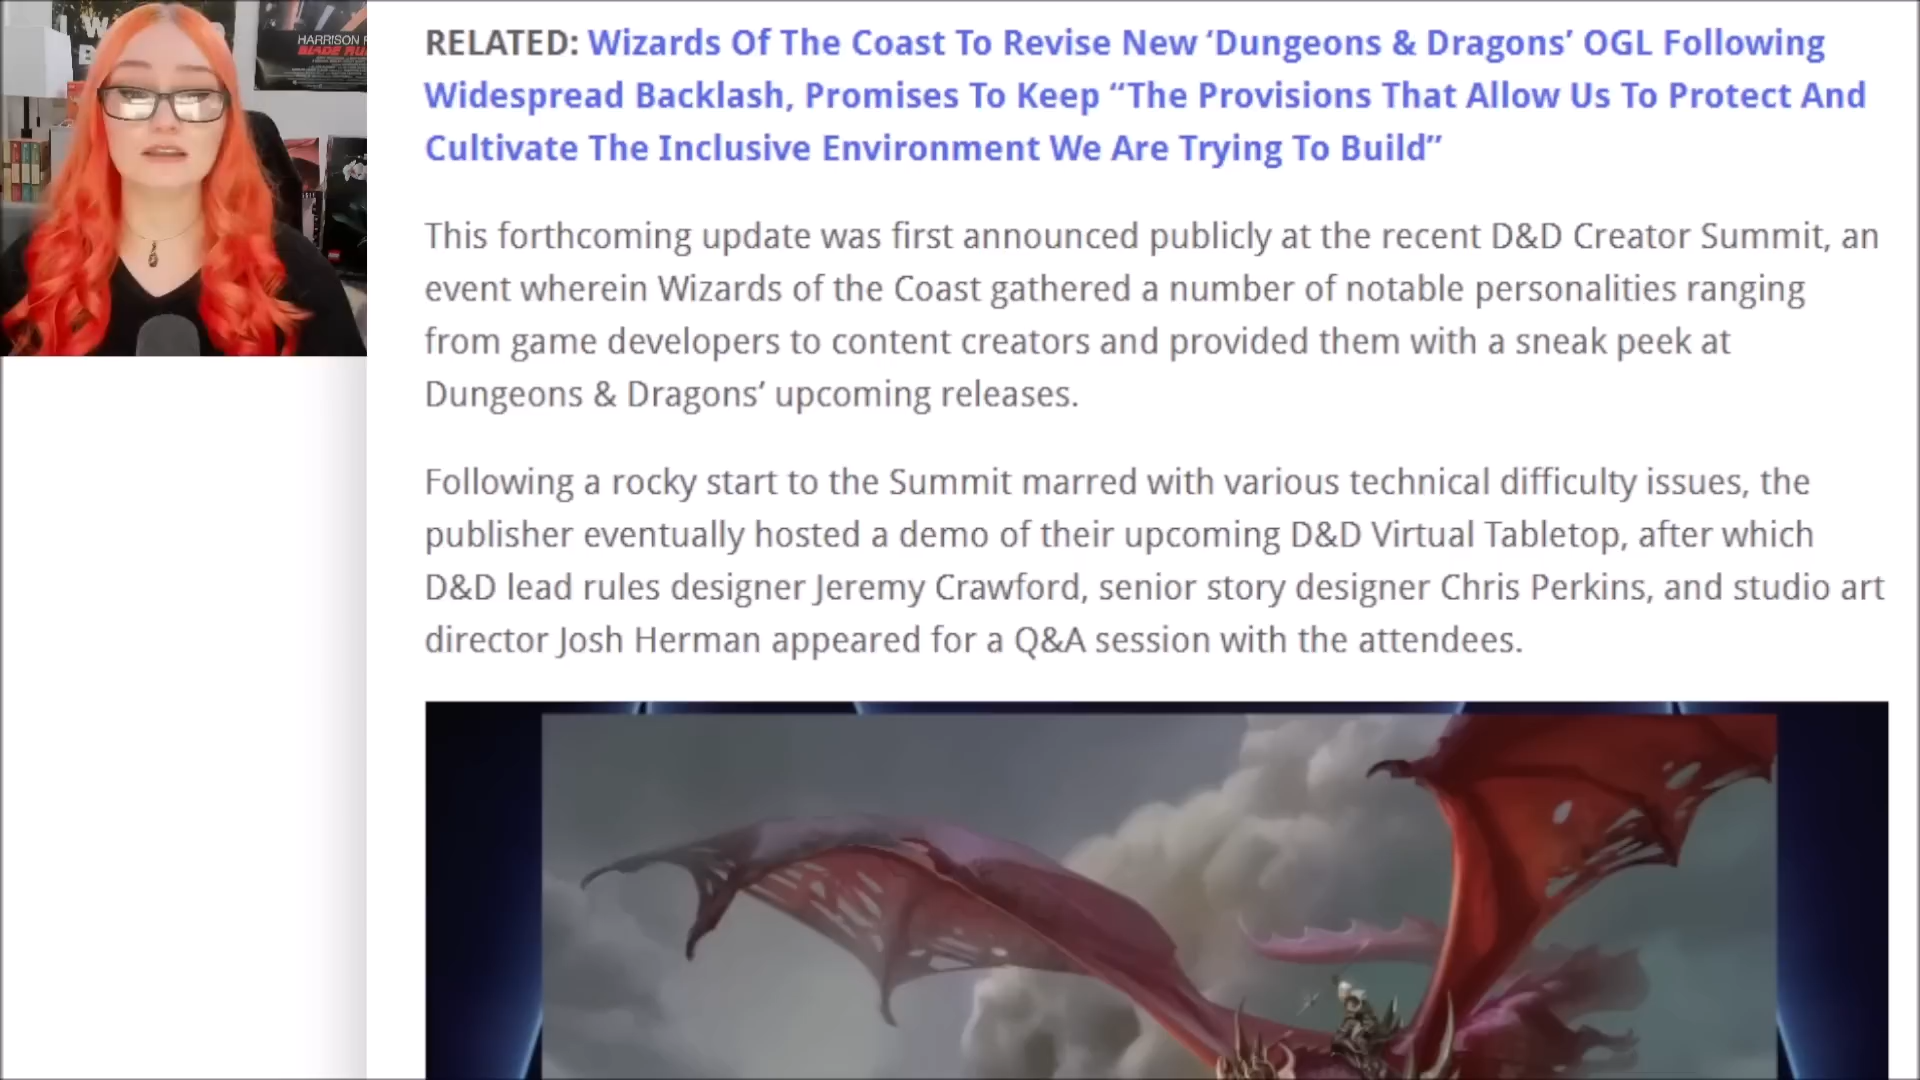 HARRISON F
BLADE RU
RELATED: Wizards Of The Coast To Revise New ‘Dungeons & Dragons’ OGL Following
Widespread Backlash, Promises To Keep “The Provisions That Allow Us To Protect And
Cultivate The Inclusive Environment We Are Trying To Build”
This forthcoming update was first announced publicly at the recent D&D Creator Summit, an
event wherein Wizards of the Coast gathered a number of notable personalities ranging
from game developers to content creators and provided them with a sneak peek at
Dungeons & Dragons’ upcoming releases.
Following a rocky start to the Summit marred with various technical difficulty issues, the
publisher eventually hosted a demo of their upcoming D&D Virtual Tabletop, after which
D&D lead rules designer Jeremy Crawford, senior story designer Chris Perkins, and studio art
director Josh Herman appeared for a Q&A session with the attendees.